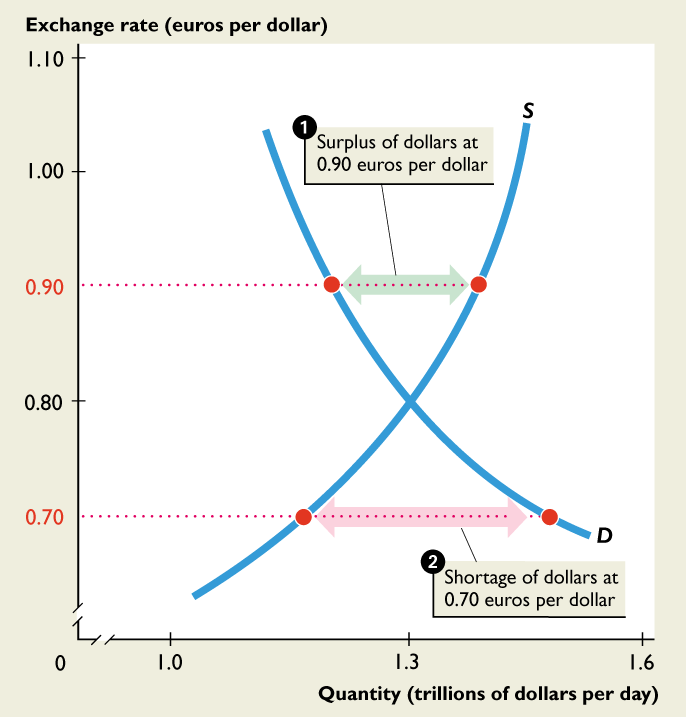 Exchange rate (euros per dollar)
1.10
S
1
Surplus of dollars at
0.90 euros per dollar
1.00
0.90
0.80
0.70
D
2
Shortage of dollars at
0.70 euros per dollar
0
1.0
1.3
1.6
Quantity (trillions of dollars per day)